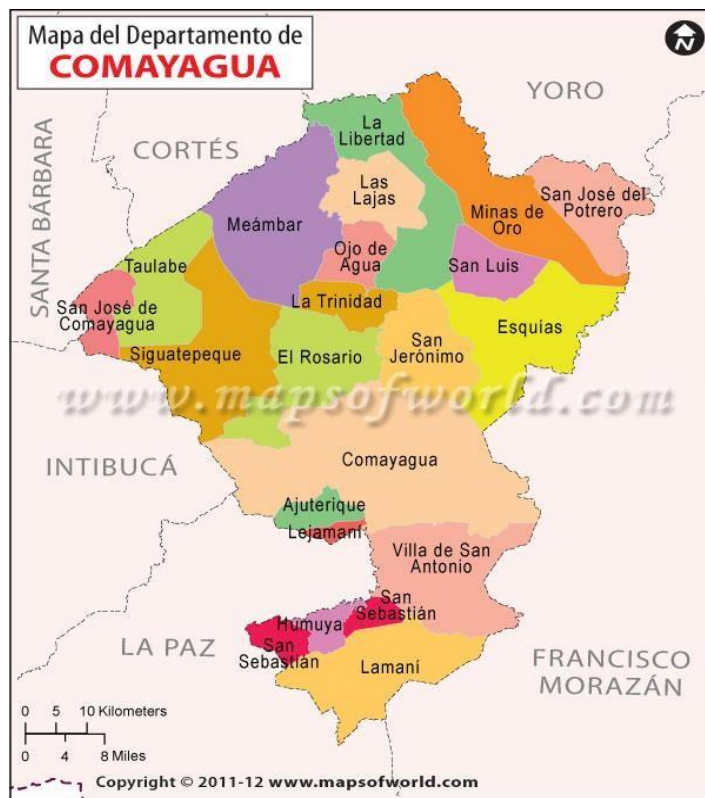 Mapa del Departamento de
COMAYAGUA
N
YORO
CORTÉS
SANTA BÁRBARA
La
Libertad
Las
Lajas
San José del
Potrero
Minas de
Oro
Meámbar
Ojo de
Agua
San Luis
Taulabe
La Trinidad
San José de
Comayagua
Esquías
Siguatepeque
El Rosario
San
Jerónimo
www.mapsofworld.com
Comayagua
INTIBUCÁ
Ajuterique
Lejamaní
Villa de San
Antonio
San
Sebastián
Humuya
San
Sebastián
LA PAZ
Lamaní
FRANCISCO
MORAZÁN
0 5 10 Kilometers
0 4 8 Miles
Copyright © 2011-12 www.mapsofworld.com